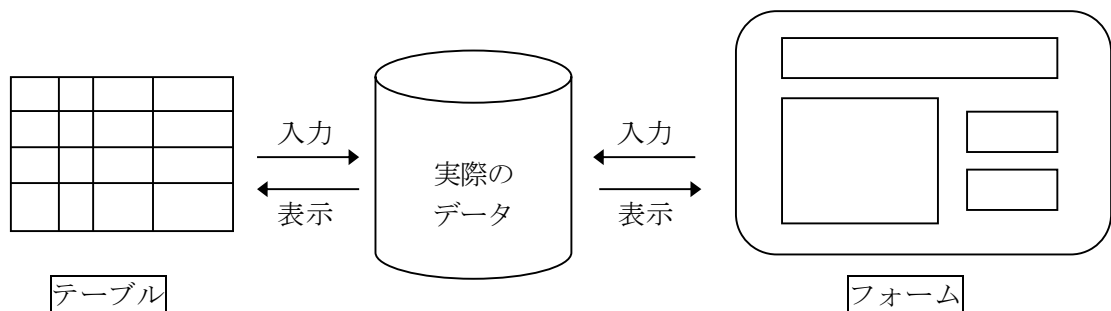 入力
表示
実際の
データ
入力
表示
テーブル
フォーム